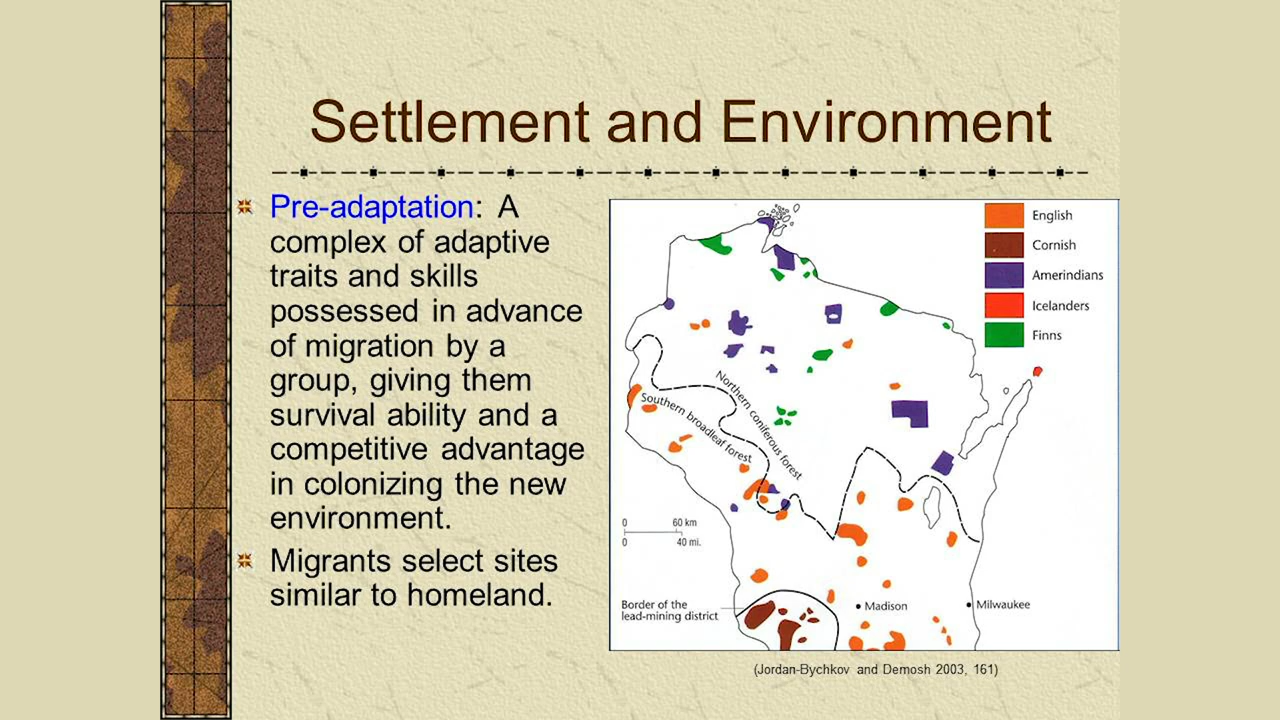 Settlement and Environment
Pre-adaptation: A
complex of adaptive
traits and skills
possessed in advance
of migration by a
group, giving them
survival ability and a
competitive advantage
in colonizing the new
environment.
Migrants select sites
similar to homeland.
English
Cornish
Amerindians
Icelanders
Finns
Northern coniferous forest
Southern broadleaf forest
0 60 km
0 40 mi.
Border of the
lead-mining district
Madison
Milwaukee
(Jordan-Bychkov and Demosh 2003, 161)